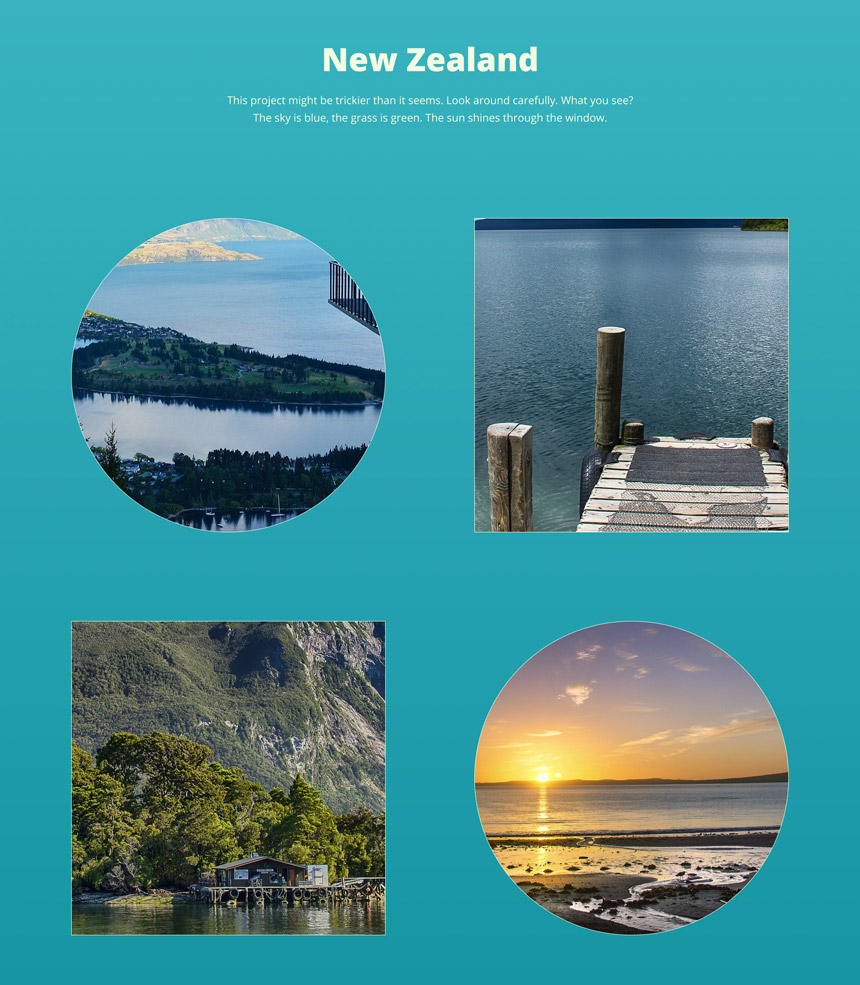 New Zealand
This project might be trickier than it seems. Look around carefully. What you see?
The sky is blue, the grass is green. The sun shines through the window.